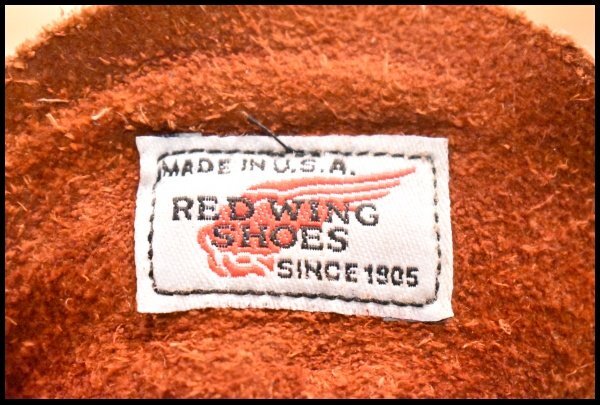 MADE IN U.S.A.
RED WING
SHOES
SINCE 1905